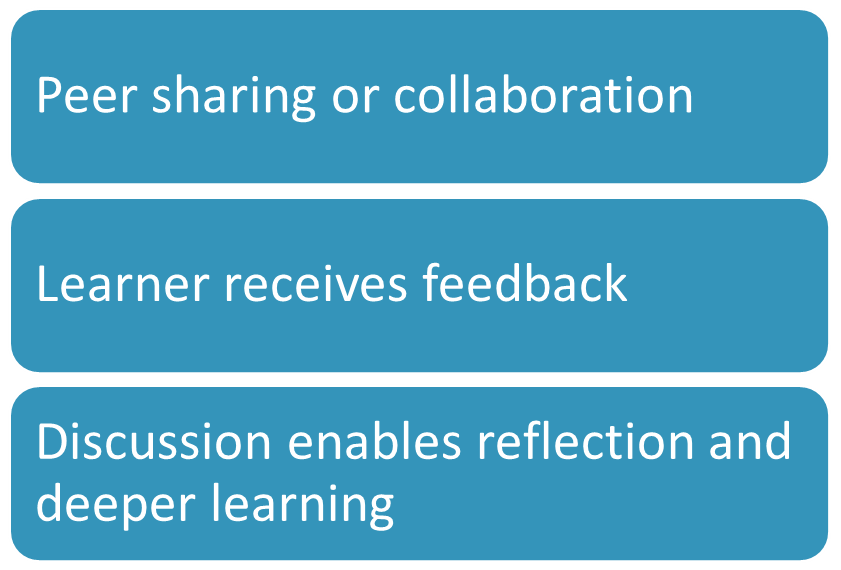 Peer sharing or collaboration
Learner receives feedback
Discussion enables reflection and
deeper learning